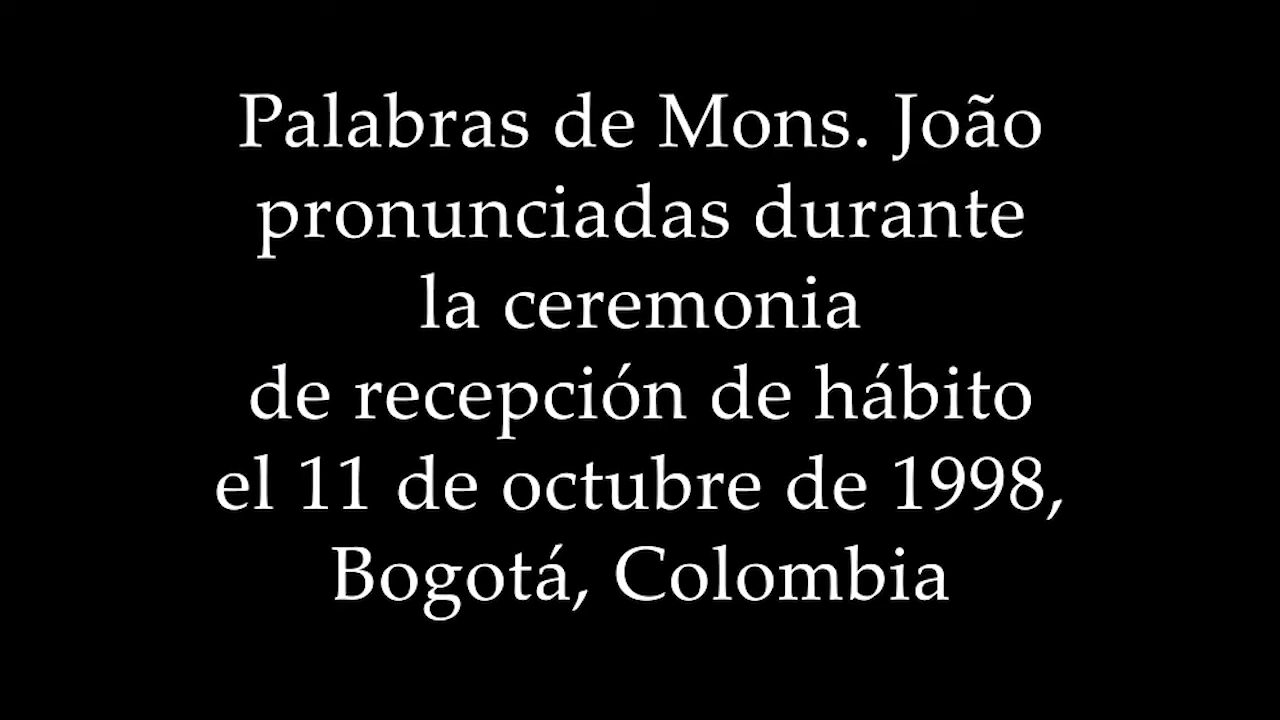 Palabras de Mons. João
pronunciadas durante
la ceremonia
de recepción de hábito
el 11 de octubre de 1998,
Bogotá, Colombia